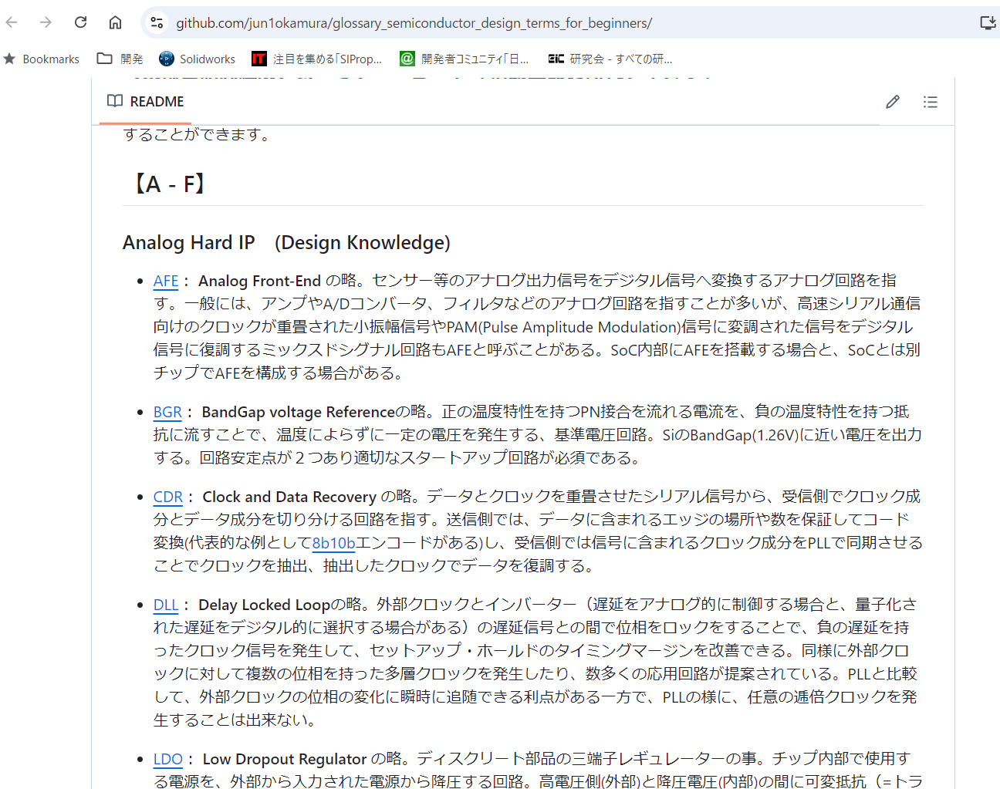 github.com/jun1okamura/glossary_semiconductor_design_terms_for_beginners/
Bookmarks 開発 Solidworks 注目を集める「SIProp... 開発者コミュニティ「日... 研究会 - すべての研...
README
することができます。
【A - F】
Analog Hard IP (Design Knowledge)
AFE： Analog Front-End の略。センサー等のアナログ出力信号をデジタル信号へ変換するアナログ回路を指
す。一般には、アンプやA/Dコンバータ、フィルタなどのアナログ回路を指すことが多いが、高速シリアル通信
向けのクロックが重畳された小振幅信号やPAM(Pulse Amplitude Modulation)信号に変調された信号をデジタル
信号に復調するミックスドシグナル回路もAFEと呼ぶことがある。SoC内部にAFEを搭載する場合と、SoCとは別
チップでAFEを構成する場合がある。
BGR： BandGap voltage Referenceの略。正の温度特性を持つPN接合を流れる電流を、負の温度特性を持つ抵
抗に流すことで、温度によらずに一定の電圧を発生する、基準電圧回路。SiのBandGap(1.26V)に近い電圧を出力
する。回路安定点が２つあり適切なスタートアップ回路が必須である。
CDR： Clock and Data Recovery の略。データとクロックを重畳させたシリアル信号から、受信側でクロック成
分とデータ成分を切り分ける回路を指す。送信側では、データに含まれるエッジの場所や数を保証してコード
変換(代表的な例として8b10bエンコードがある)し、受信側では信号に含まれるクロック成分をPLLで同期させる
ことでクロックを抽出、抽出したクロックでデータを復調する。
DLL： Delay Locked Loopの略。外部クロックとインバーター（遅延をアナログ的に制御する場合と、量子化さ
れた遅延をデジタル的に選択する場合がある）の遅延信号との間で位相をロックをすることで、負の遅延を持
ったクロック信号を発生して、セットアップ・ホールドのタイミングマージンを改善できる。同様に外部クロ
ックに対して複数の位相を持った多層クロックを発生したり、数多くの応用回路が提案されている。PLLと比較
して、外部クロックの位相の変化に瞬時に追随できる利点がある一方で、PLLの様に、任意の逓倍クロックを発
生することは出来ない。
LDO： Low Dropout Regulator の略。ディスクリート部品の三端子レギュレーターの事。チップ内部で使用す
る電源を、外部から入力された電源から降圧する回路。高電圧側(外部)と降圧電圧(内部)の間に可変抵抗（=トラ